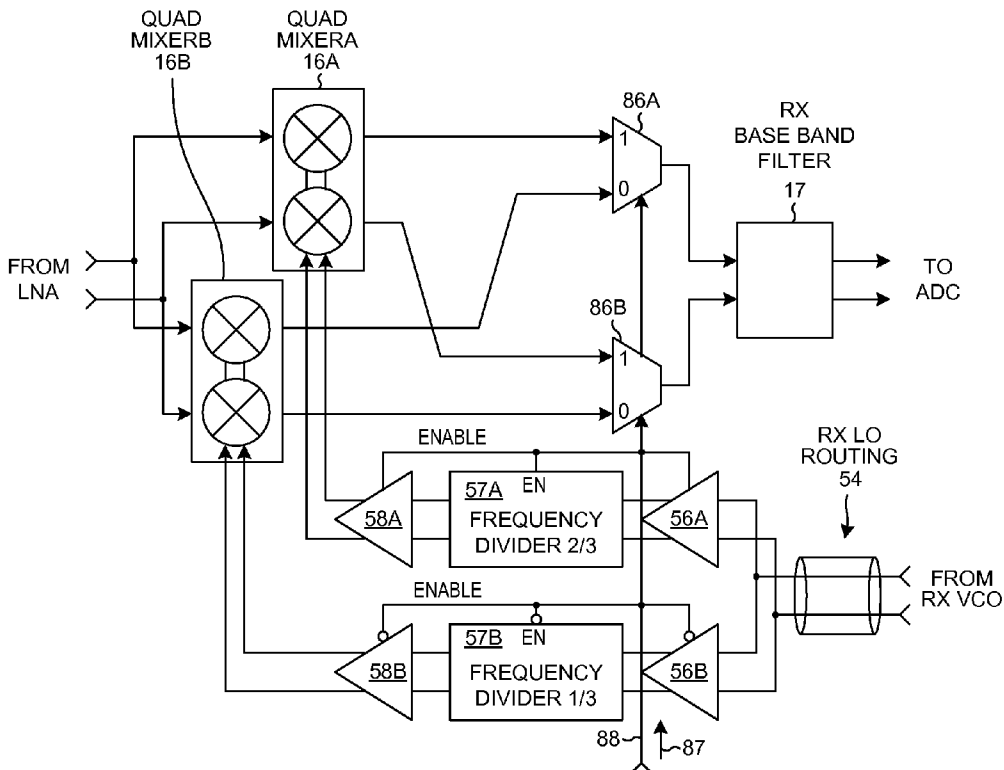 QUAD
MIXERB
16B
QUAD
MIXERA
16A
86A
RX
BASE BAND
FILTER
17
1
0
FROM
LNA
TO
ADC
86B
1
0
ENABLE
RX LO
ROUTING
54
57A
EN
58A
FREQUENCY
DIVIDER 2/3
56A
ENABLE
FROM
RX VCO
57B
EN
58B
FREQUENCY
DIVIDER 1/3
56B
88
87